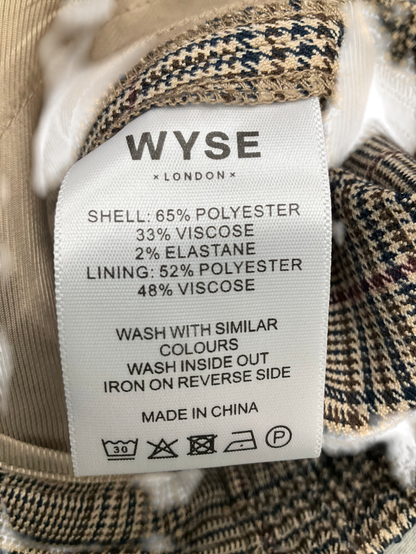 WYSE
× LONDON ×
SHELL: 65% POLYESTER
33% VISCOSE
2% ELASTANE
LINING: 52% POLYESTER
48% VISCOSE
WASH WITH SIMILAR
COLOURS
WASH INSIDE OUT
IRON ON REVERSE SIDE
MADE IN CHINA
30 P